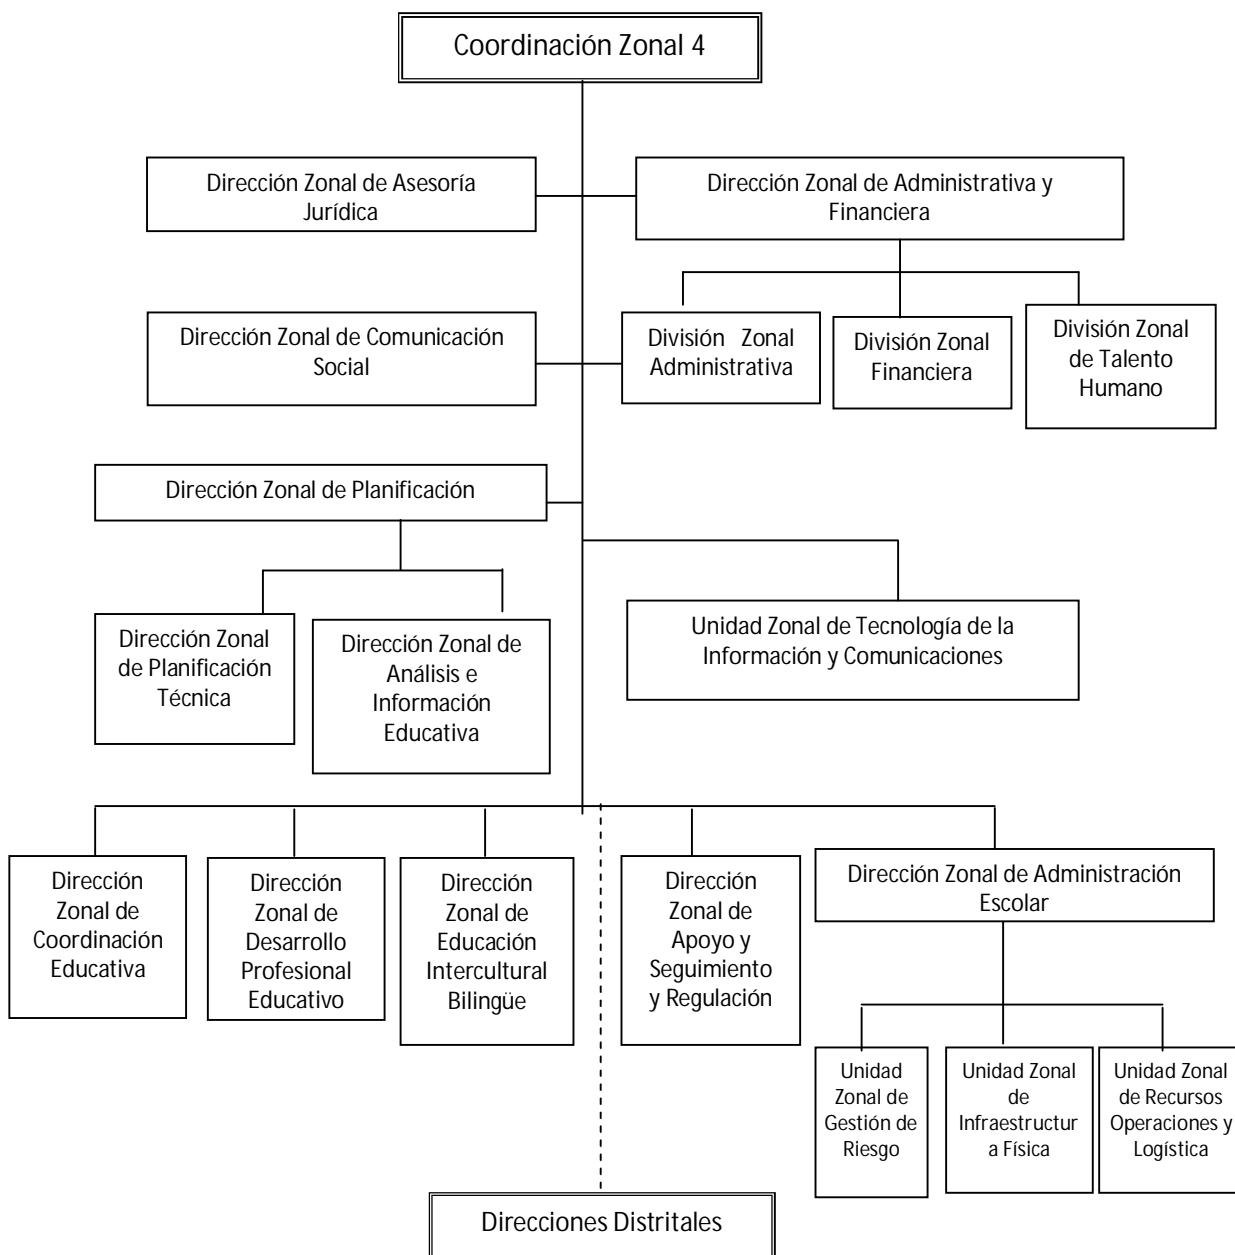 Coordinación Zonal 4
Dirección Zonal de Asesoría
Jurídica
Dirección Zonal de Administrativa y
Financiera
Dirección Zonal de Comunicación
Social
División Zonal
Administrativa
División Zonal
Financiera
División Zonal
de Talento
Humano
Dirección Zonal de Planificación
Dirección Zonal
de Planificación
Técnica
Dirección Zonal de
Análisis e
Información
Educativa
Unidad Zonal de Tecnología de la
Información y Comunicaciones
Dirección
Zonal de
Coordinación
Educativa
Dirección
Zonal de
Desarrollo
Profesional
Educativo
Dirección
Zonal de
Educación
Intercultural
Bilingüe
Dirección
Zonal de
Apoyo y
Seguimiento
y Regulación
Dirección Zonal de Administración
Escolar
Unidad
Zonal de
Gestión de
Riesgo
Unidad Zonal
de
Infraestructur
a Física
Unidad Zonal
de Recursos
Operaciones y
Logística
Direcciones Distritales